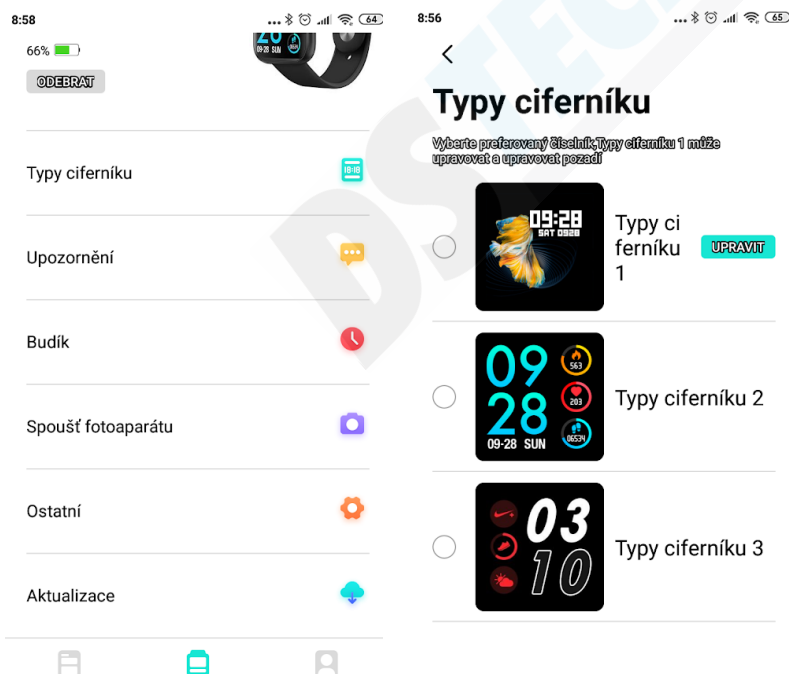 8:58
64
66%
09-28 SUN
ODEBRAT
Typy ciferníku
18:18
Upozornění
Budík
Spoušť fotoaparátu
Ostatní
Aktualizace
8:56
65
Typy ciferníku
Vyberte preferovaný číselník,Typy ciferníku 1 může
upravovat a upravovat pozadí
09:28
SAT 0928
Typy ci
ferníku
1
UPRAVIT
09
28
09-28 SUN
563
203
06534
Typy ciferníku 2
03
10
Typy ciferníku 3
DSTECH